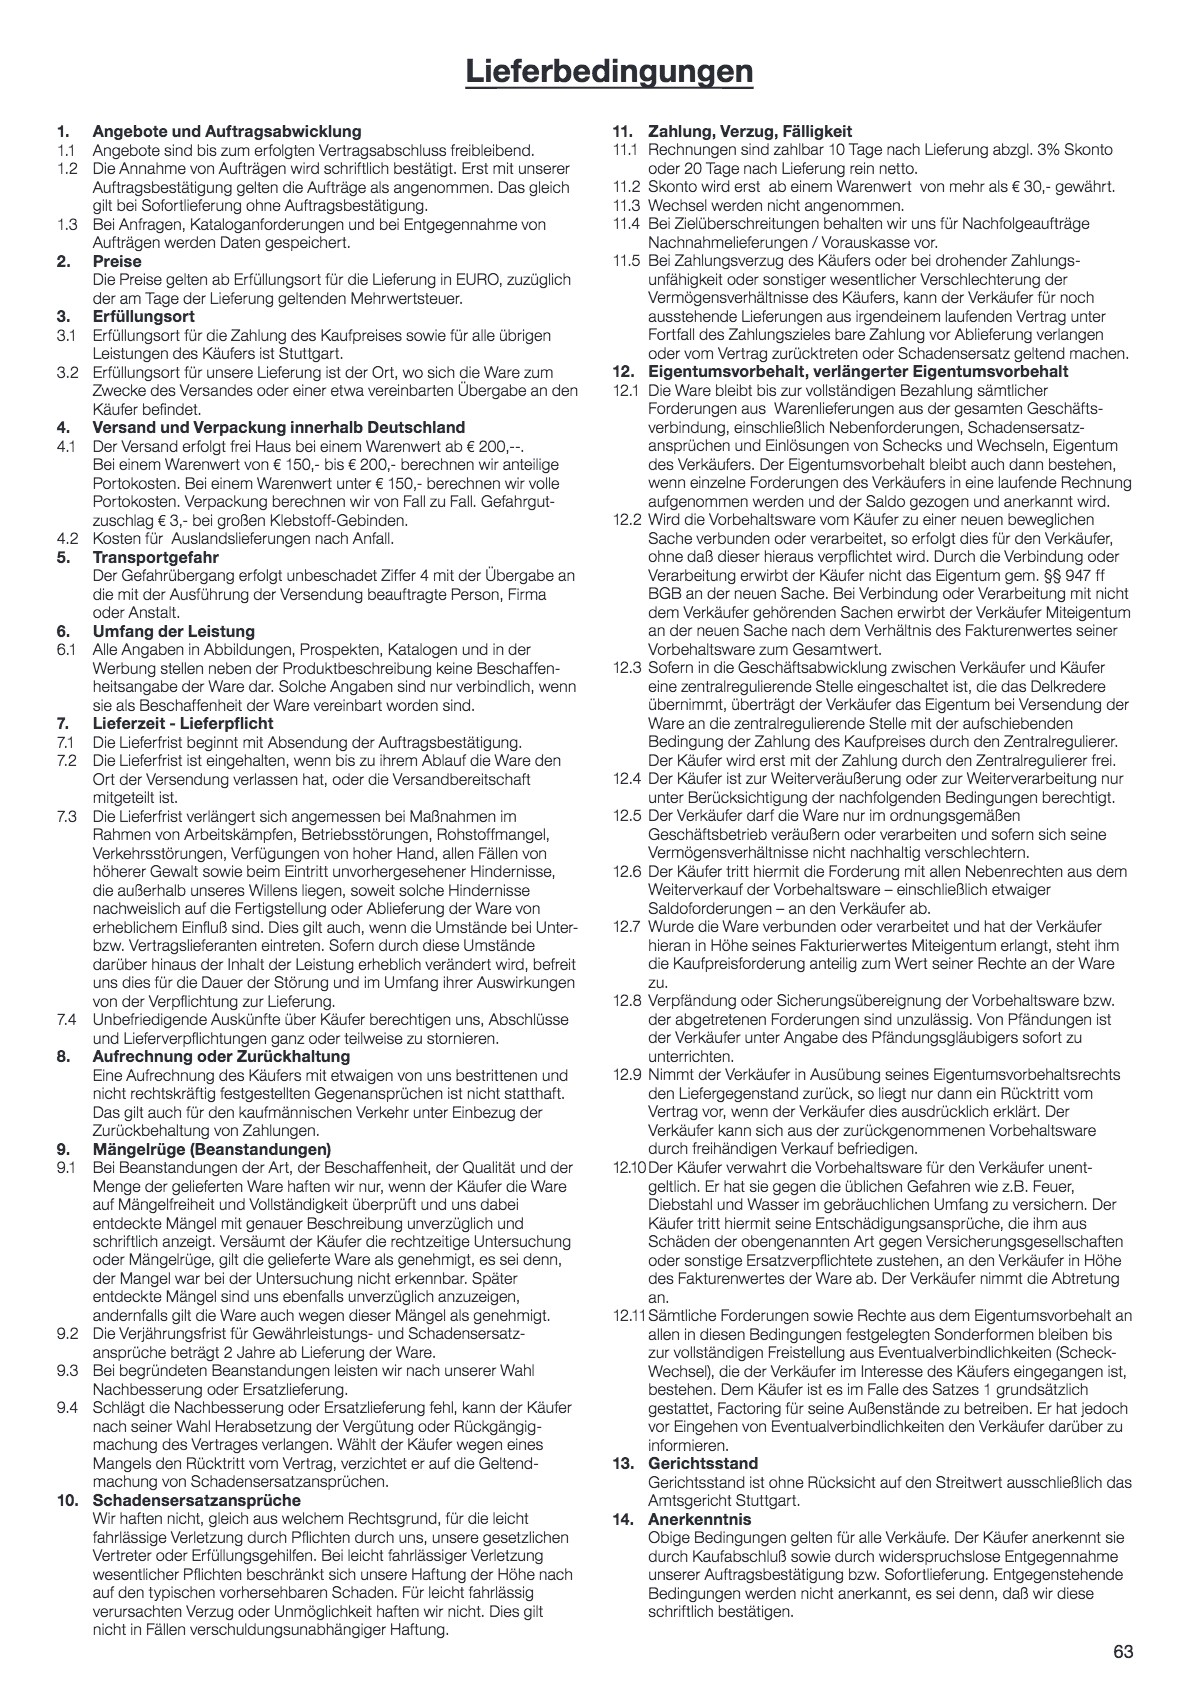 Lieferbedingungen
1. Angebote und Auftragsabwicklung
1.1 Angebote sind bis zum erfolgten Vertragsabschluss freibleibend.
1.2 Die Annahme von Aufträgen wird schriftlich bestätigt. Erst mit unserer
Auftragsbestätigung gelten die Aufträge als angenommen. Das gleich
gilt bei Sofortlieferung ohne Auftragsbestätigung.
1.3 Bei Anfragen, Kataloganforderungen und bei Entgegennahme von
Aufträgen werden Daten gespeichert.
2. Preise
Die Preise gelten ab Erfüllungsort für die Lieferung in EURO, zuzüglich
der am Tage der Lieferung geltenden Mehrwertsteuer.
3. Erfüllungsort
3.1 Erfüllungsort für die Zahlung des Kaufpreises sowie für alle übrigen
Leistungen des Käufers ist Stuttgart.
3.2 Erfüllungsort für unsere Lieferung ist der Ort, wo sich die Ware zum
Zwecke des Versandes oder einer etwa vereinbarten Übergabe an den
Käufer befindet.
4. Versand und Verpackung innerhalb Deutschland
4.1 Der Versand erfolgt frei Haus bei einem Warenwert ab € 200,--.
Bei einem Warenwert von € 150,- bis € 200,- berechnen wir anteilige
Portokosten. Bei einem Warenwert unter € 150,- berechnen wir volle
Portokosten. Verpackung berechnen wir von Fall zu Fall. Gefahrgut-
zuschlag € 3,- bei großen Klebstoff-Gebinden.
4.2 Kosten für Auslandslieferungen nach Anfall.
5. Transportgefahr
Der Gefahrübergang erfolgt unbeschadet Ziffer 4 mit der Übergabe an
die mit der Ausführung der Versendung beauftragte Person, Firma
oder Anstalt.
6. Umfang der Leistung
6.1 Alle Angaben in Abbildungen, Prospekten, Katalogen und in der
Werbung stellen neben der Produktbeschreibung keine Beschaffen-
heitsangabe der Ware dar. Solche Angaben sind nur verbindlich, wenn
sie als Beschaffenheit der Ware vereinbart worden sind.
7. Lieferzeit - Lieferpflicht
7.1 Die Lieferfrist beginnt mit Absendung der Auftragsbestätigung.
7.2 Die Lieferfrist ist eingehalten, wenn bis zu ihrem Ablauf die Ware den
Ort der Versendung verlassen hat, oder die Versandbereitschaft
mitgeteilt ist.
7.3 Die Lieferfrist verlängert sich angemessen bei Maßnahmen im
Rahmen von Arbeitskämpfen, Betriebsstörungen, Rohstoffmangel,
Verkehrsstörungen, Verfügungen von hoher Hand, allen Fällen von
höherer Gewalt sowie beim Eintritt unvorhergesehener Hindernisse,
die außerhalb unseres Willens liegen, soweit solche Hindernisse
nachweislich auf die Fertigstellung oder Ablieferung der Ware von
erheblichem Einfluß sind. Dies gilt auch, wenn die Umstände bei Unter-
bzw. Vertragslieferanten eintreten. Sofern durch diese Umstände
darüber hinaus der Inhalt der Leistung erheblich verändert wird, befreit
uns dies für die Dauer der Störung und im Umfang ihrer Auswirkungen
von der Verpflichtung zur Lieferung.
7.4 Unbefriedigende Auskünfte über Käufer berechtigen uns, Abschlüsse
und Lieferverpflichtungen ganz oder teilweise zu stornieren.
8. Aufrechnung oder Zurückhaltung
Eine Aufrechnung des Käufers mit etwaigen von uns bestrittenen und
nicht rechtskräftig festgestellten Gegenansprüchen ist nicht statthaft.
Das gilt auch für den kaufmännischen Verkehr unter Einbezug der
Zurückbehaltung von Zahlungen.
9. Mängelrüge (Beanstandungen)
9.1 Bei Beanstandungen der Art, der Beschaffenheit, der Qualität und der
Menge der gelieferten Ware haften wir nur, wenn der Käufer die Ware
auf Mängelfreiheit und Vollständigkeit überprüft und uns dabei
entdeckte Mängel mit genauer Beschreibung unverzüglich und
schriftlich anzeigt. Versäumt der Käufer die rechtzeitige Untersuchung
oder Mängelrüge, gilt die gelieferte Ware als genehmigt, es sei denn,
der Mangel war bei der Untersuchung nicht erkennbar. Später
entdeckte Mängel sind uns ebenfalls unverzüglich anzuzeigen,
andernfalls gilt die Ware auch wegen dieser Mängel als genehmigt.
9.2 Die Verjährungsfrist für Gewährleistungs- und Schadensersatz-
ansprüche beträgt 2 Jahre ab Lieferung der Ware.
9.3 Bei begründeten Beanstandungen leisten wir nach unserer Wahl
Nachbesserung oder Ersatzlieferung.
9.4 Schlägt die Nachbesserung oder Ersatzlieferung fehl, kann der Käufer
nach seiner Wahl Herabsetzung der Vergütung oder Rückgängig-
machung des Vertrages verlangen. Wählt der Käufer wegen eines
Mangels den Rücktritt vom Vertrag, verzichtet er auf die Geltend-
machung von Schadensersatzansprüchen.
10. Schadensersatzansprüche
Wir haften nicht, gleich aus welchem Rechtsgrund, für die leicht
fahrlässige Verletzung durch Pflichten durch uns, unsere gesetzlichen
Vertreter oder Erfüllungsgehilfen. Bei leicht fahrlässiger Verletzung
wesentlicher Pflichten beschränkt sich unsere Haftung der Höhe nach
auf den typischen vorhersehbaren Schaden. Für leicht fahrlässig
verursachten Verzug oder Unmöglichkeit haften wir nicht. Dies gilt
nicht in Fällen verschuldungsunabhängiger Haftung.
11. Zahlung, Verzug, Fälligkeit
11.1 Rechnungen sind zahlbar 10 Tage nach Lieferung abzgl. 3% Skonto
oder 20 Tage nach Lieferung rein netto.
11.2 Skonto wird erst ab einem Warenwert von mehr als € 30,- gewährt.
11.3 Wechsel werden nicht angenommen.
11.4 Bei Zielüberschreitungen behalten wir uns für Nachfolgeaufträge
Nachnahmelieferungen / Vorauskasse vor.
11.5 Bei Zahlungsverzug des Käufers oder bei drohender Zahlungs-
unfähigkeit oder sonstiger wesentlicher Verschlechterung der
Vermögensverhältnisse des Käufers, kann der Verkäufer für noch
ausstehende Lieferungen aus irgendeinem laufenden Vertrag unter
Fortfall des Zahlungszieles bare Zahlung vor Ablieferung verlangen
oder vom Vertrag zurücktreten oder Schadensersatz geltend machen.
12. Eigentumsvorbehalt, verlängerter Eigentumsvorbehalt
12.1 Die Ware bleibt bis zur vollständigen Bezahlung sämtlicher
Forderungen aus Warenlieferungen aus der gesamten Geschäfts-
verbindung, einschließlich Nebenforderungen, Schadensersatz-
ansprüchen und Einlösungen von Schecks und Wechseln, Eigentum
des Verkäufers. Der Eigentumsvorbehalt bleibt auch dann bestehen,
wenn einzelne Forderungen des Verkäufers in eine laufende Rechnung
aufgenommen werden und der Saldo gezogen und anerkannt wird.
12.2 Wird die Vorbehaltsware vom Käufer zu einer neuen beweglichen
Sache verbunden oder verarbeitet, so erfolgt dies für den Verkäufer,
ohne daß dieser hieraus verpflichtet wird. Durch die Verbindung oder
Verarbeitung erwirbt der Käufer nicht das Eigentum gem. §§ 947 ff
BGB an der neuen Sache. Bei Verbindung oder Verarbeitung mit nicht
dem Verkäufer gehörenden Sachen erwirbt der Verkäufer Miteigentum
an der neuen Sache nach dem Verhältnis des Fakturenwertes seiner
Vorbehaltsware zum Gesamtwert.
12.3 Sofern in die Geschäftsabwicklung zwischen Verkäufer und Käufer
eine zentralregulierende Stelle eingeschaltet ist, die das Delkredere
übernimmt, überträgt der Verkäufer das Eigentum bei Versendung der
Ware an die zentralregulierende Stelle mit der aufschiebenden
Bedingung der Zahlung des Kaufpreises durch den Zentralregulierer.
Der Käufer wird erst mit der Zahlung durch den Zentralregulierer frei.
12.4 Der Käufer ist zur Weiterveräußerung oder zur Weiterverarbeitung nur
unter Berücksichtigung der nachfolgenden Bedingungen berechtigt.
12.5 Der Verkäufer darf die Ware nur im ordnungsgemäßen
Geschäftsbetrieb veräußern oder verarbeiten und sofern sich seine
Vermögensverhältnisse nicht nachhaltig verschlechtern.
12.6 Der Käufer tritt hiermit die Forderung mit allen Nebenrechten aus dem
Weiterverkauf der Vorbehaltsware – einschließlich etwaiger
Saldoforderungen – an den Verkäufer ab.
12.7 Wurde die Ware verbunden oder verarbeitet und hat der Verkäufer
hieran in Höhe seines Fakturierwertes Miteigentum erlangt, steht ihm
die Kaufpreisforderung anteilig zum Wert seiner Rechte an der Ware
zu.
12.8 Verpfändung oder Sicherungsübereignung der Vorbehaltsware bzw.
der abgetretenen Forderungen sind unzulässig. Von Pfändungen ist
der Verkäufer unter Angabe des Pfändungsgläubigers sofort zu
unterrichten.
12.9 Nimmt der Verkäufer in Ausübung seines Eigentumsvorbehaltsrechts
den Liefergegenstand zurück, so liegt nur dann ein Rücktritt vom
Vertrag vor, wenn der Verkäufer dies ausdrücklich erklärt. Der
Verkäufer kann sich aus der zurückgenommenen Vorbehaltsware
durch freihändigen Verkauf befriedigen.
12.10 Der Käufer verwahrt die Vorbehaltsware für den Verkäufer unent-
geltlich. Er hat sie gegen die üblichen Gefahren wie z.B. Feuer,
Diebstahl und Wasser im gebräuchlichen Umfang zu versichern. Der
Käufer tritt hiermit seine Entschädigungsansprüche, die ihm aus
Schäden der obengenannten Art gegen Versicherungsgesellschaften
oder sonstige Ersatzverpflichtete zustehen, an den Verkäufer in Höhe
des Fakturenwertes der Ware ab. Der Verkäufer nimmt die Abtretung
an.
12.11 Sämtliche Forderungen sowie Rechte aus dem Eigentumsvorbehalt an
allen in diesen Bedingungen festgelegten Sonderformen bleiben bis
zur vollständigen Freistellung aus Eventualverbindlichkeiten (Scheck-
Wechsel), die der Verkäufer im Interesse des Käufers eingegangen ist,
bestehen. Dem Käufer ist es im Falle des Satzes 1 grundsätzlich
gestattet, Factoring für seine Außenstände zu betreiben. Er hat jedoch
vor Eingehen von Eventualverbindlichkeiten den Verkäufer darüber zu
informieren.
13. Gerichtsstand
Gerichtsstand ist ohne Rücksicht auf den Streitwert ausschließlich das
Amtsgericht Stuttgart.
14. Anerkenntnis
Obige Bedingungen gelten für alle Verkäufe. Der Käufer anerkennt sie
durch Kaufabschluß sowie durch widerspruchslose Entgegennahme
unserer Auftragsbestätigung bzw. Sofortlieferung. Entgegenstehende
Bedingungen werden nicht anerkannt, es sei denn, daß wir diese
schriftlich bestätigen.
63